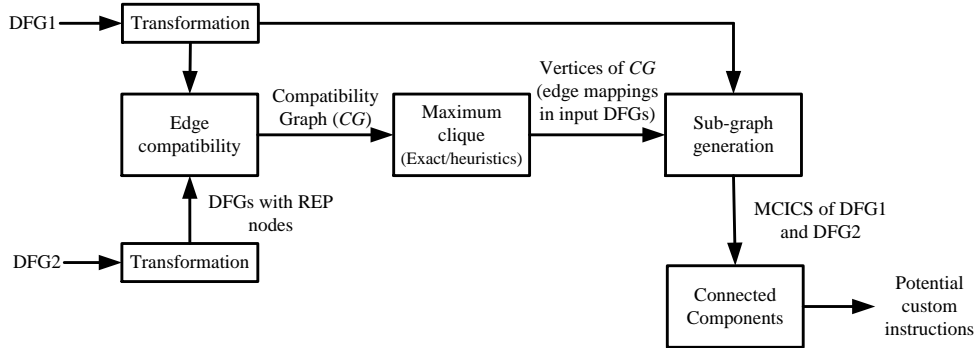 DFG1
Transformation
Edge
compatibility
Compatibility
Graph (CG)
Maximum
clique
(Exact/heuristics)
Vertices of CG
(edge mappings
in input DFGs)
Sub-graph
generation
DFGs with REP
nodes
DFG2
Transformation
MCICS of DFG1
and DFG2
Connected
Components
Potential
custom
instructions